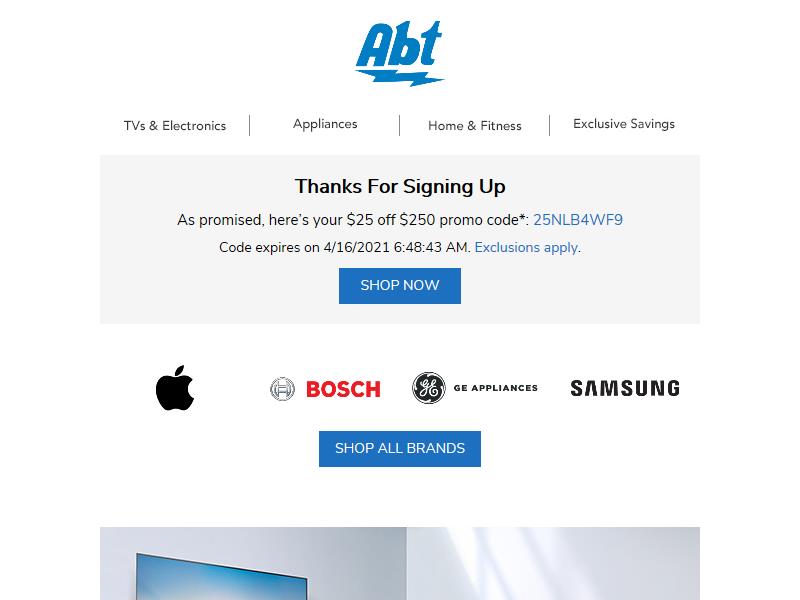 Abt
TVs & Electronics
Appliances
Home & Fitness
Exclusive Savings
Thanks For Signing Up
As promised, here's your $25 off $250 promo code*: 25NLB4WF9
Code expires on 4/16/2021 6:48:43 AM. Exclusions apply.
SHOP NOW
BOSCH
GE
GE APPLIANCES
SAMSUNG
SHOP ALL BRANDS